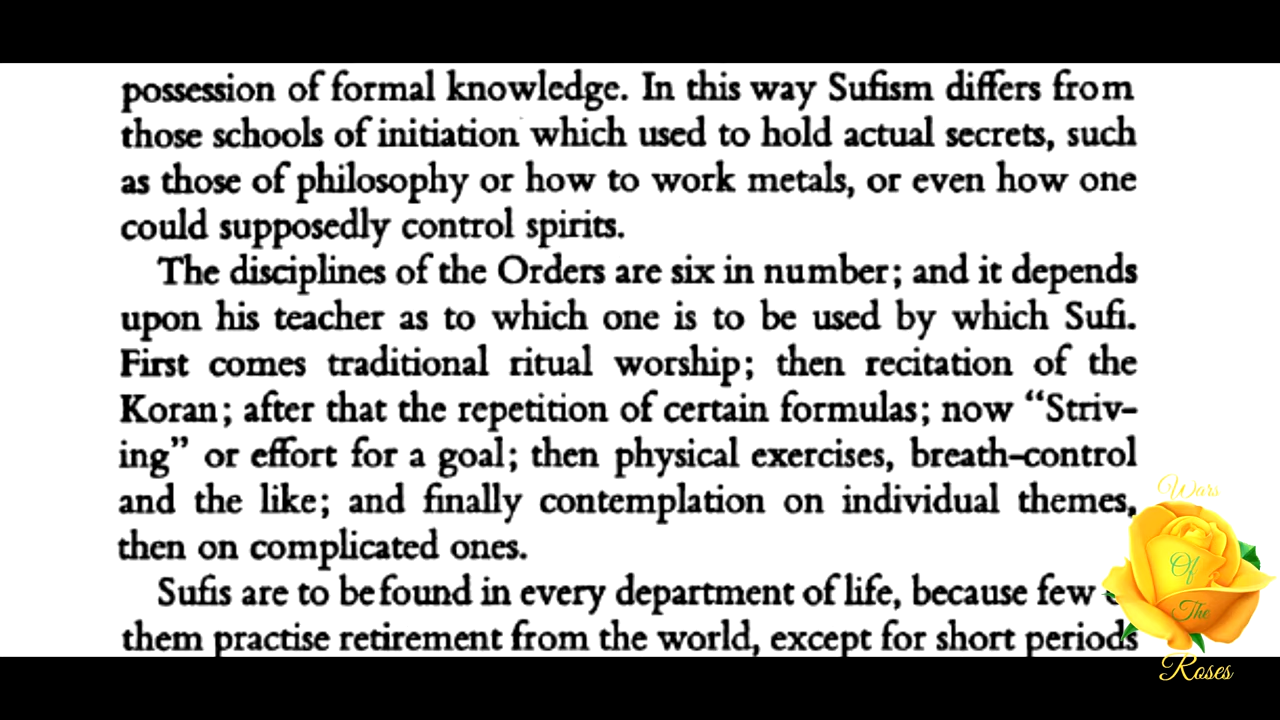 possession of formal knowledge. In this way Sufism differs from
those schools of initiation which used to hold actual secrets, such
as those of philosophy or how to work metals, or even how one
could supposedly control spirits.
The disciplines of the Orders are six in number; and it depends
upon his teacher as to which one is to be used by which Sufi.
First comes traditional ritual worship; then recitation of the
Koran; after that the repetition of certain formulas; now “Striv-
ing” or effort for a goal; then physical exercises, breath-control
and the like; and finally contemplation on individual themes,
then on complicated ones.
Sufis are to be found in every department of life, because few
them practise retirement from the world, except for short periods
Wars
Of
The
Roses